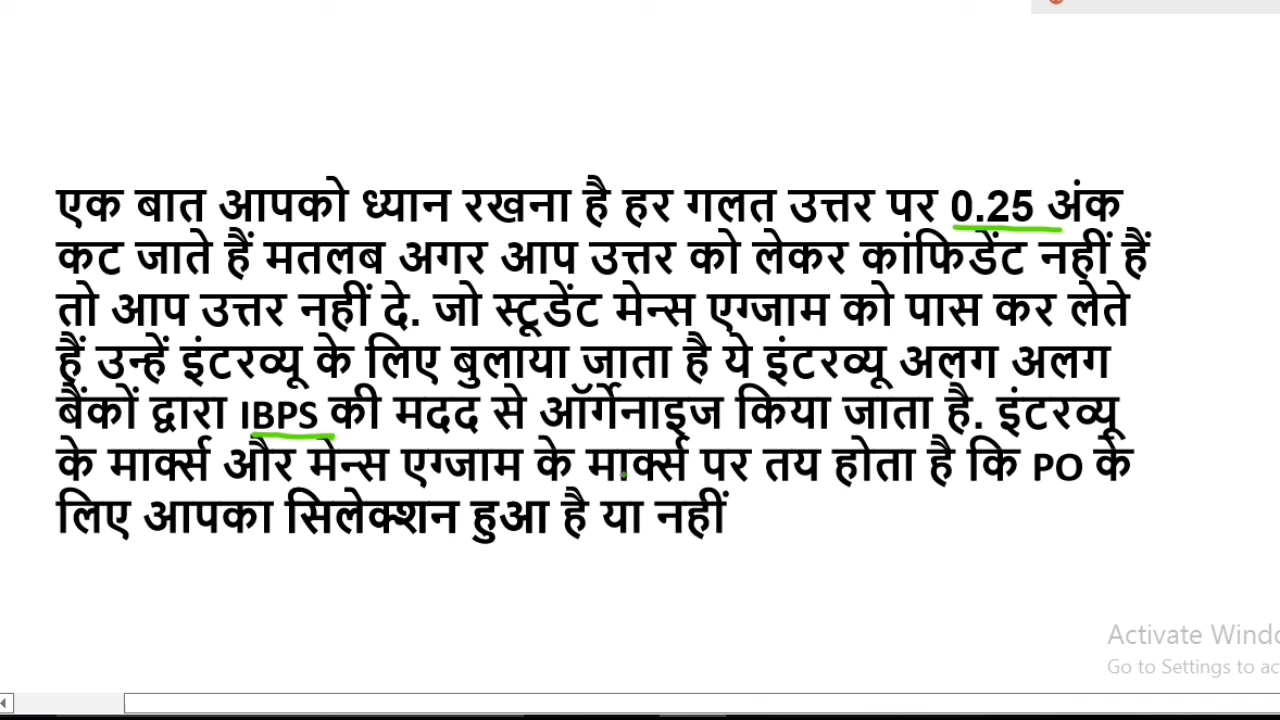 एक बात आपको ध्यान रखना है हर गलत उत्तर पर 0.25 अंक
कट जाते हैं मतलब अगर आप उत्तर को लेकर कांफिडेंट नहीं हैं
तो आप उत्तर नहीं दे. जो स्टूडेंट मेन्स एग्जाम को पास कर लेते
हैं उन्हें इंटरव्यू के लिए बुलाया जाता है ये इंटरव्यू अलग अलग
बैंकों द्वारा IBPS की मदद से ऑर्गेनाइज किया जाता है. इंटरव्यू
के मार्क्स और मेन्स एग्जाम के मार्क्स पर तय होता है कि PO के
लिए आपका सिलेक्शन हुआ है या नहीं
Activate
Go to Settings to